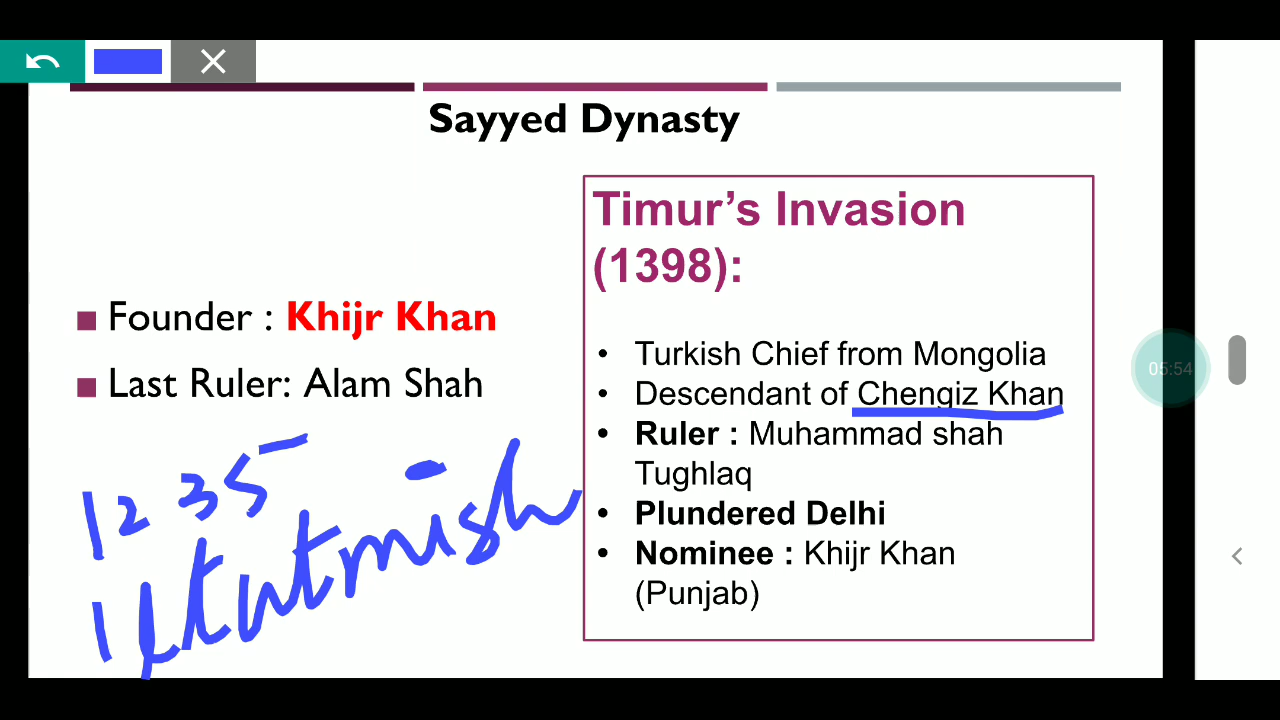 Sayyed Dynasty
Founder : Khijr Khan
Last Ruler: Alam Shah
1235
Iltutmish
Timur’s Invasion
(1398):
• Turkish Chief from Mongolia
• Descendant of Chengiz Khan
• Ruler : Muhammad shah
Tughlaq
• Plundered Delhi
• Nominee : Khijr Khan
(Punjab)
05:54